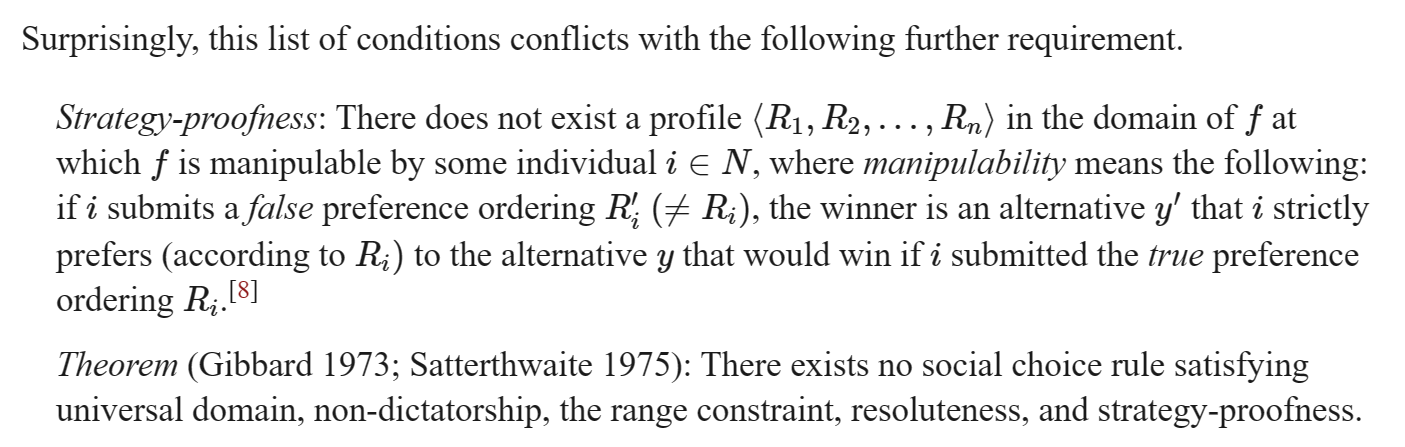 Surprisingly, this list of conditions conflicts with the following further requirement.
Strategy-proofness: There does not exist a profile ⟨R₁, R₂, . . . , Rₙ⟩ in the domain of f at
which f is manipulable by some individual i ∈ N, where manipulability means the following:
if i submits a false preference ordering R′ᵢ (≠ Rᵢ), the winner is an alternative y′ that i strictly
prefers (according to Rᵢ) to the alternative y that would win if i submitted the true preference
ordering Rᵢ.[8]
Theorem (Gibbard 1973; Satterthwaite 1975): There exists no social choice rule satisfying
universal domain, non-dictatorship, the range constraint, resoluteness, and strategy-proofness.